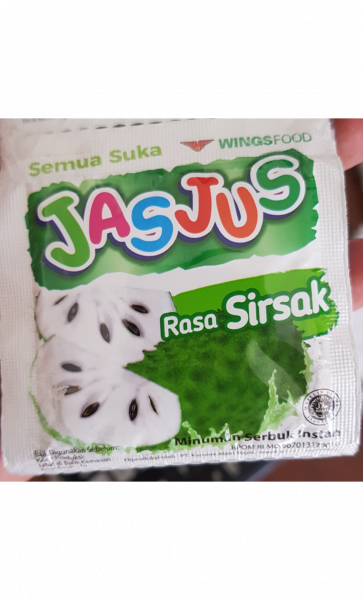 Semua Suka
WINGSFOOD
JASJUS
Rasa Sirsak
Minuman Serbuk Instan